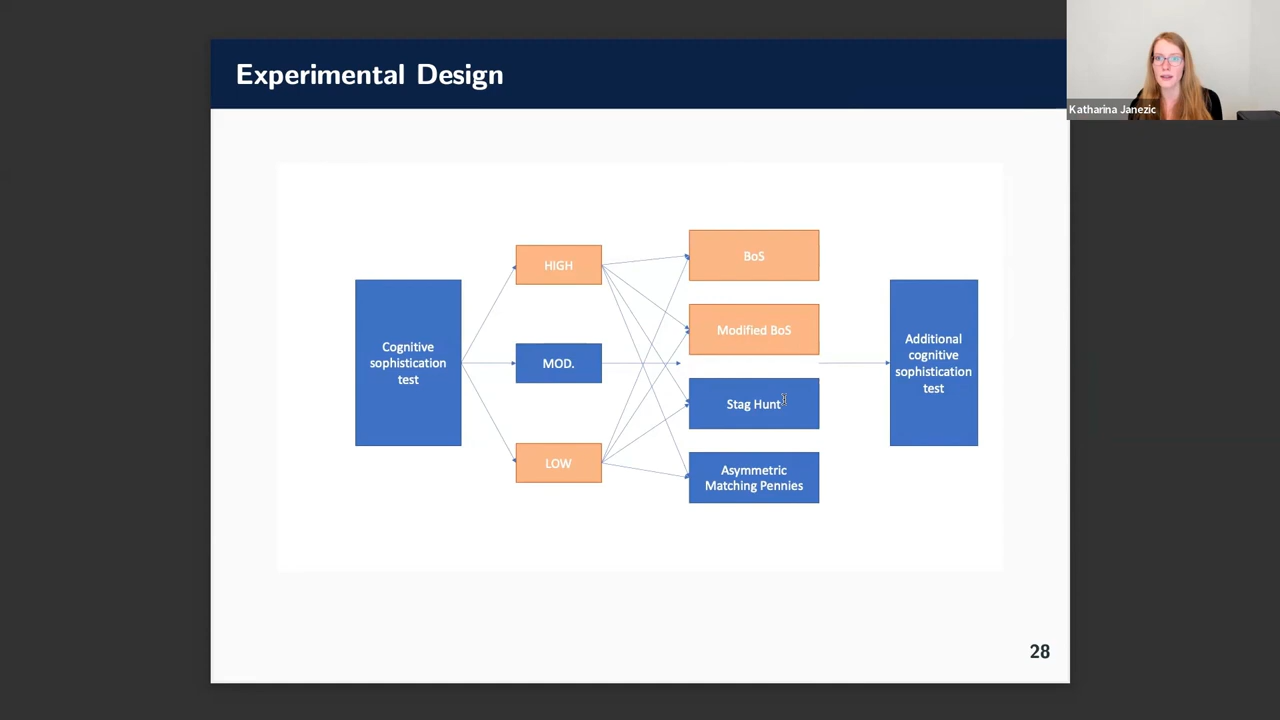 Experimental Design
Katharina Janezic
Cognitive
sophistication
test
HIGH
MOD.
LOW
BoS
Modified BoS
Stag Hunt
Asymmetric
Matching Pennies
Additional
cognitive
sophistication
test
28